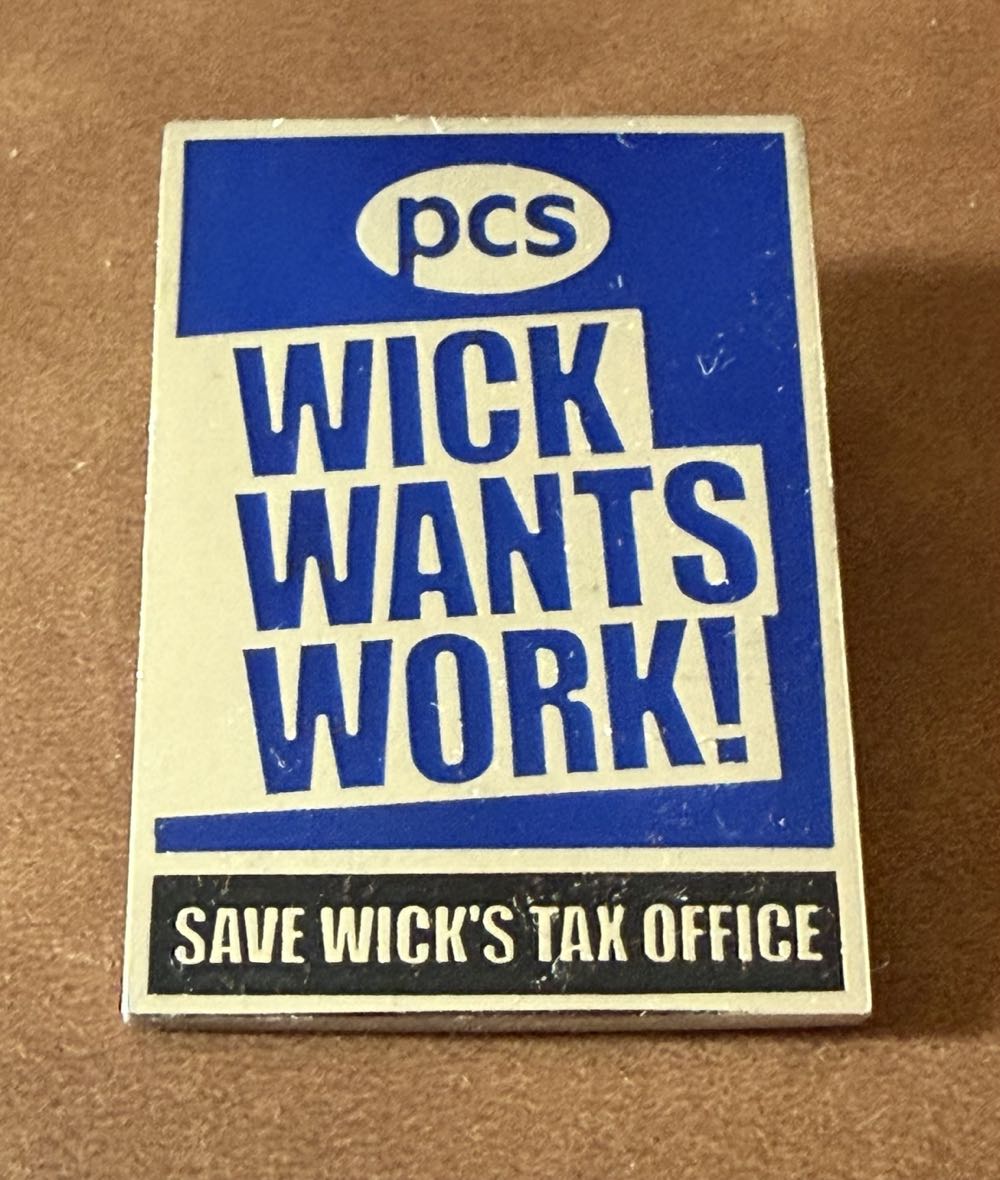 pcs
WICK
WANTS
WORK!
SAVE WICK'S TAX OFFICE